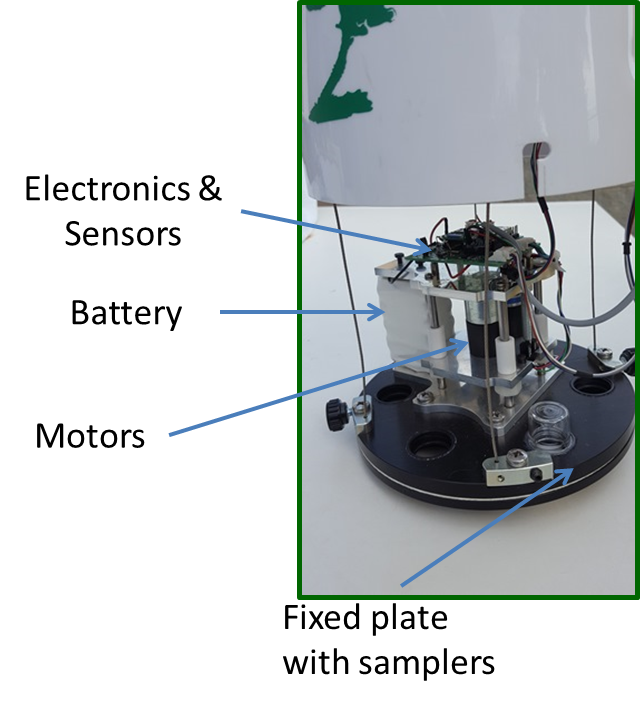 Electronics &
Sensors
Battery
Motors
Fixed plate
with samplers